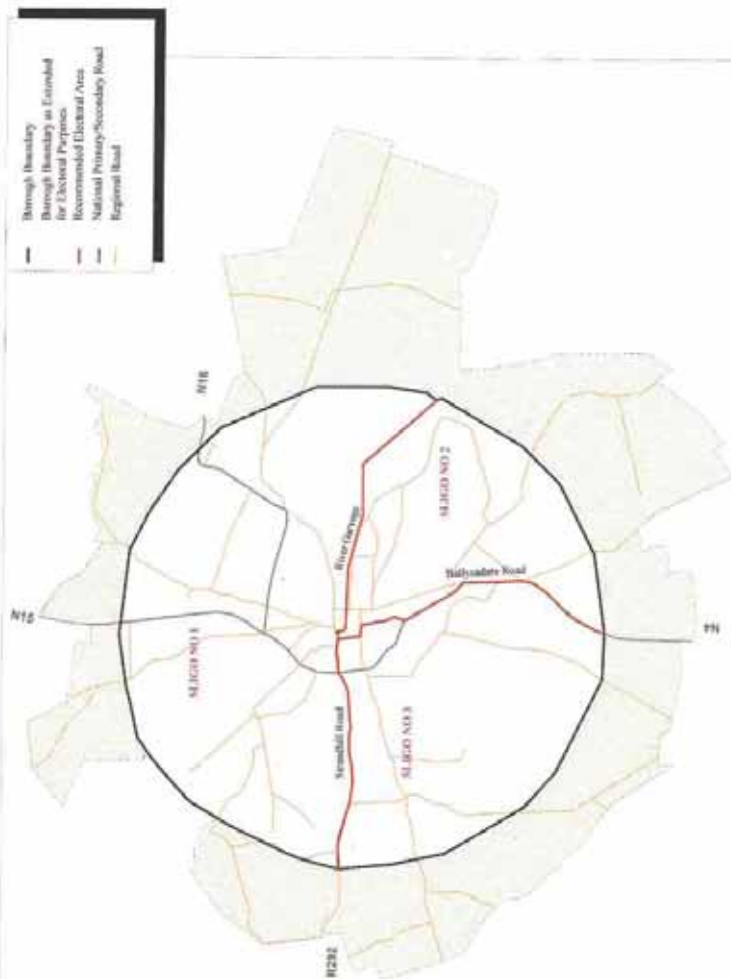 Borough Boundary
Borough Boundary as Extended
for Electoral Purposes
Recommended Electoral Area
National Primary/Secondary Road
Regional Road
N16
N15
SLIGO NO 1
River Garvoge
SLIGO NO 2
Ballysadare Road
N4
Strandhill Road
SLIGO NO 3
R292